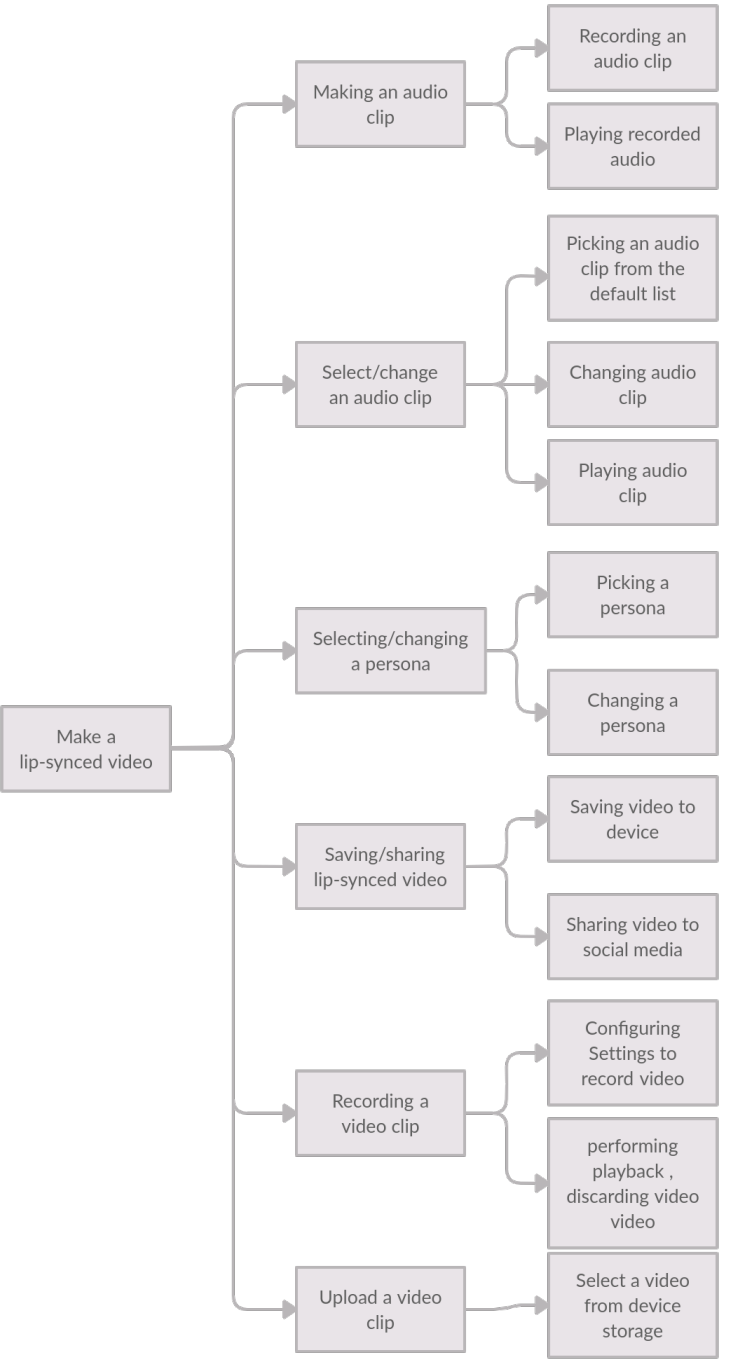 Recording an
audio clip
Making an audio
clip
Playing recorded
audio
Picking an audio
clip from the
default list
Select/change
an audio clip
Changing audio
clip
Playing audio
clip
Picking a
persona
Selecting/changing
a persona
Changing a
persona
Make a
lip-synced video
Saving video to
device
Saving/sharing
lip-synced video
Sharing video to
social media
Configuring
Settings to
record video
Recording a
video clip
performing
playback ,
discarding video
video
Upload a video
clip
Select a video
from device
storage